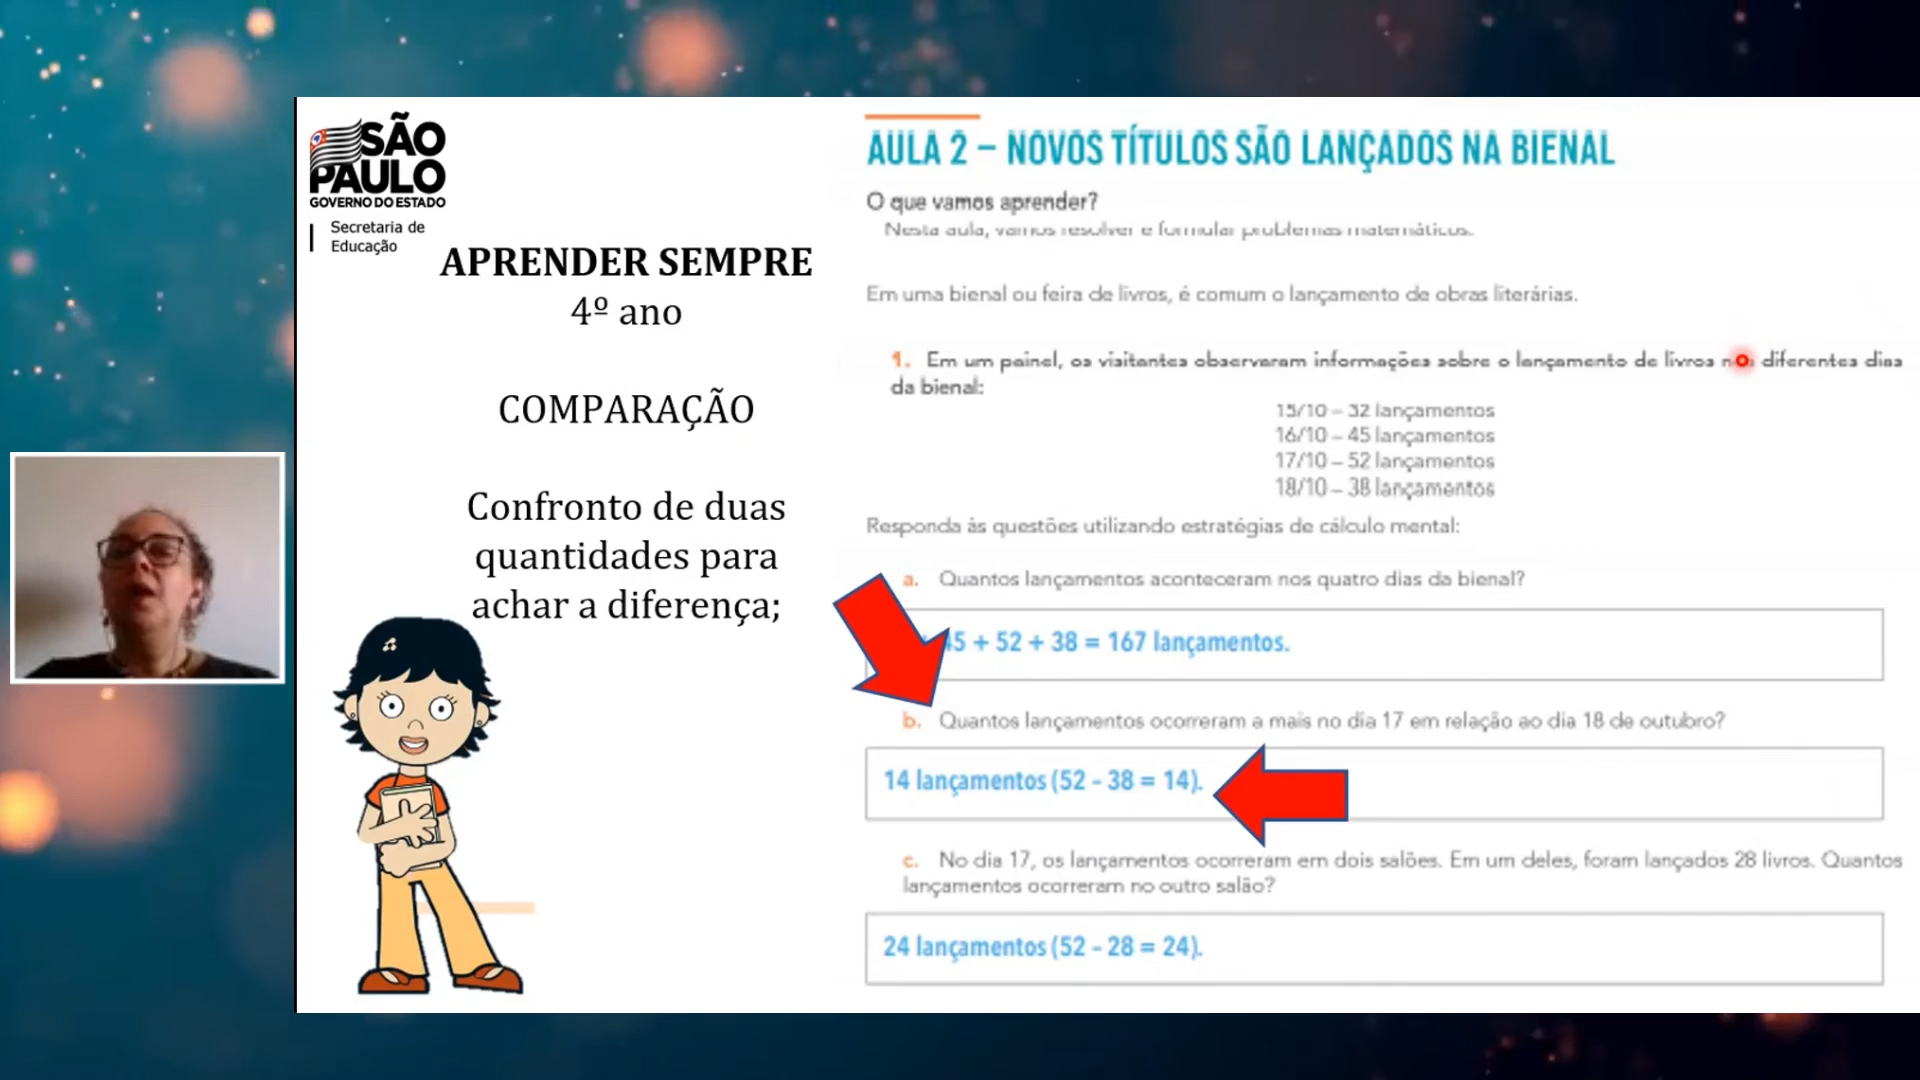 SÃO
PAULO
GOVERNO DO ESTADO
Secretaria de
Educação
APRENDER SEMPRE
4º ano
COMPARAÇÃO
Confronto de duas
quantidades para
achar a diferença;
AULA 2 – NOVOS TÍTULOS SÃO LANÇADOS NA BIENAL
O que vamos aprender?
Nesta aula, vamos resolver e formular problemas matemáticos.
Em uma bienal ou feira de livros, é comum o lançamento de obras literárias.
1. Em um painel, os visitantes observaram informações sobre o lançamento de livros diferentes dias
da bienal:
15/10 – 32 lançamentos
16/10 – 45 lançamentos
17/10 – 52 lançamentos
18/10 – 38 lançamentos
Responda às questões utilizando estratégias de cálculo mental:
a. Quantos lançamentos aconteceram nos quatro dias da bienal?
45 + 52 + 38 = 167 lançamentos.
b. Quantos lançamentos ocorreram a mais no dia 17 em relação ao dia 18 de outubro?
14 lançamentos (52 - 38 = 14).
c. No dia 17, os lançamentos ocorreram em dois salões. Em um deles, foram lançados 28 livros. Quantos
lançamentos ocorreram no outro salão?
24 lançamentos (52 - 28 = 24).